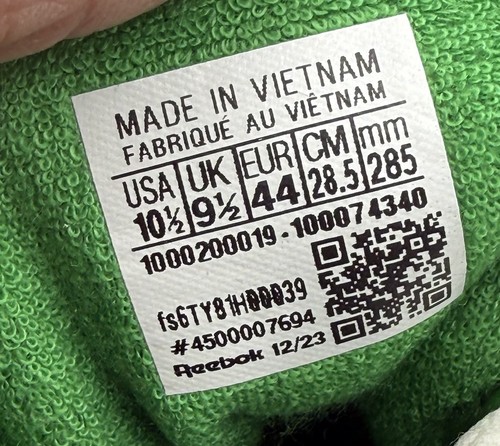 MADE IN VIETNAM
FABRIQUÉ AU VIÊTNAM
USA UK EUR CM mm
10½ 9½ 44 28.5 285
1000200019 - 100074340
#4500007694
Reebok 12/23